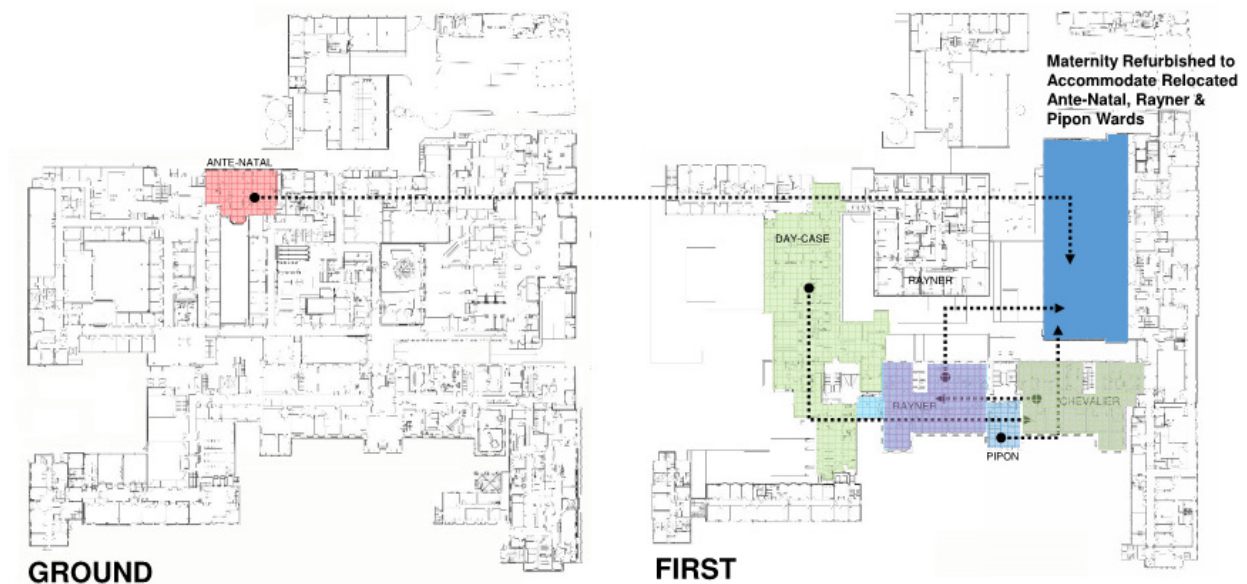 Maternity Refurbished to
Accommodate Relocated
Ante-Natal, Rayner &
Pipon Wards
ANTE-NATAL
DAY-CASE
RAYNER
RAYNER
CHEVALIER
PIPON
GROUND
FIRST